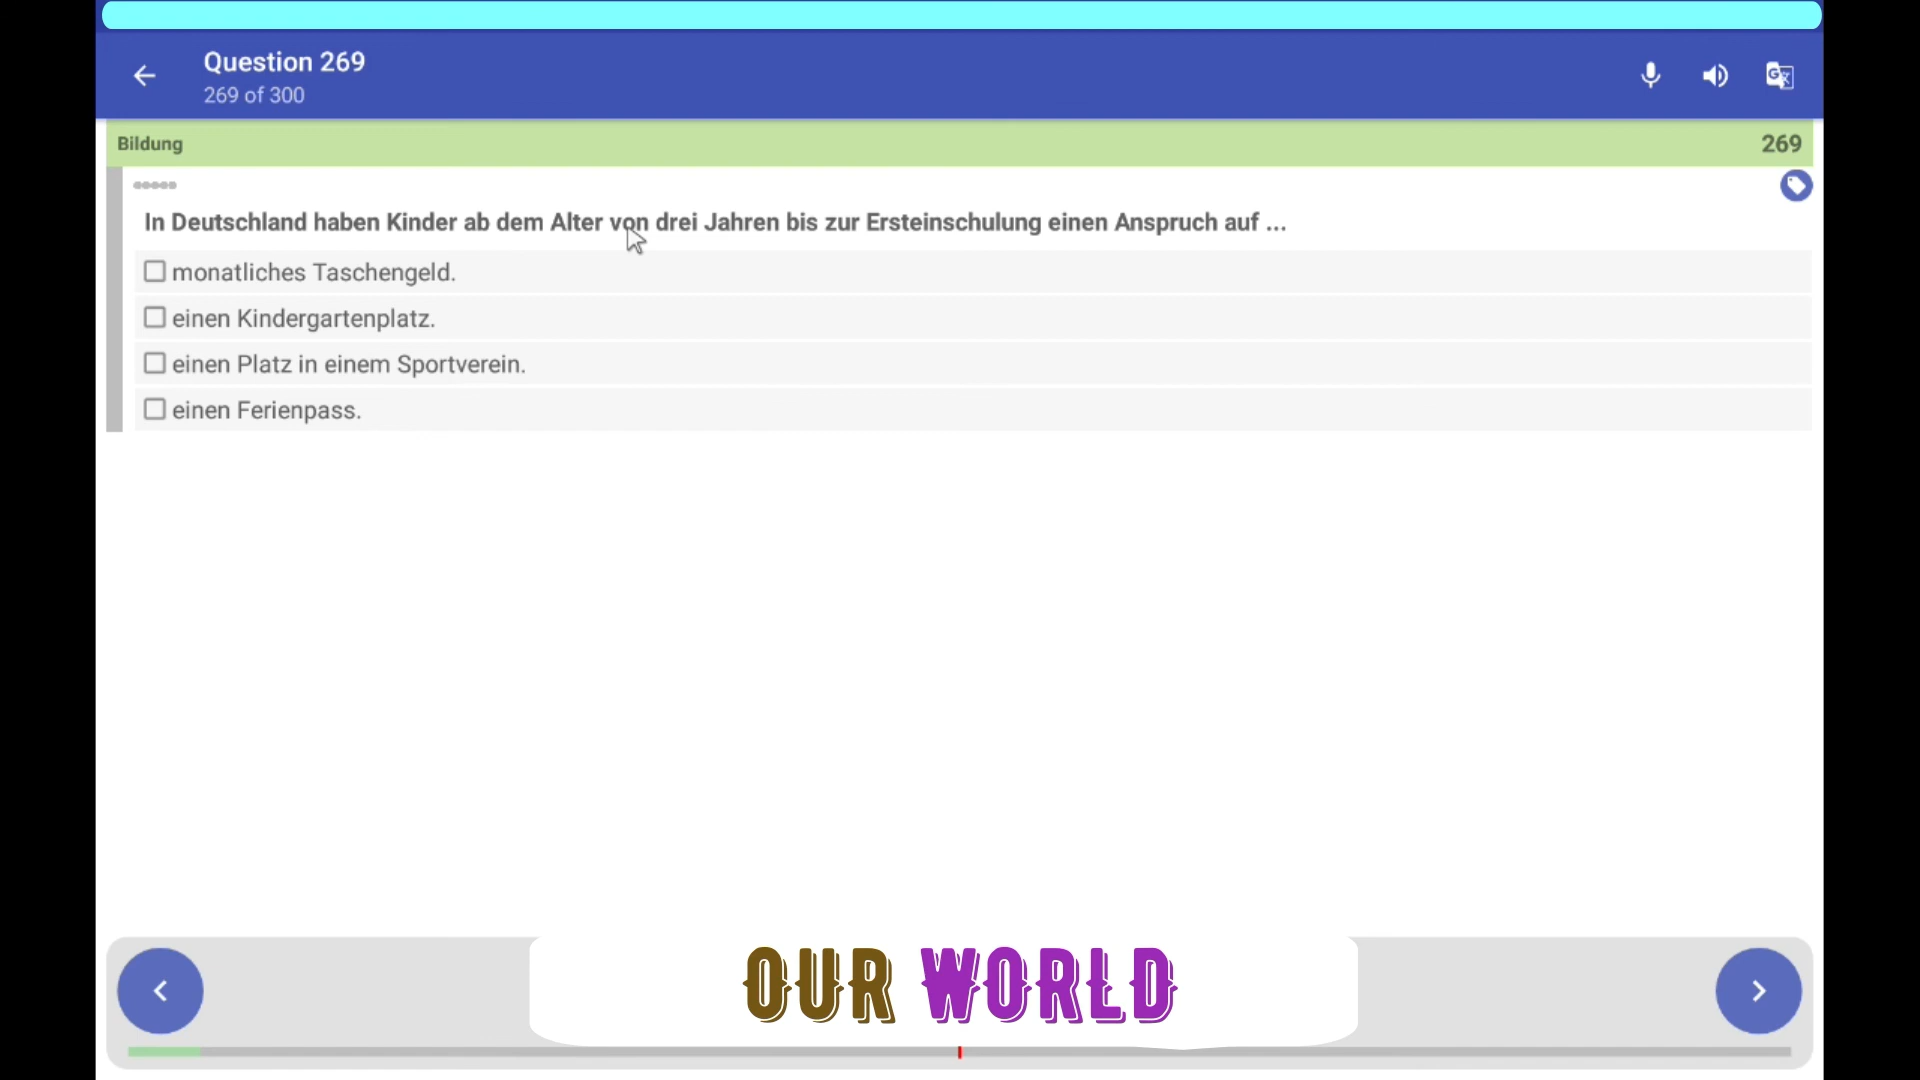 Question 269
269 of 300
Bildung 269
In Deutschland haben Kinder ab dem Alter von drei Jahren bis zur Ersteinschulung einen Anspruch auf ...
monatliches Taschengeld.
einen Kindergartenplatz.
einen Platz in einem Sportverein.
einen Ferienpass.
OUR WORLD